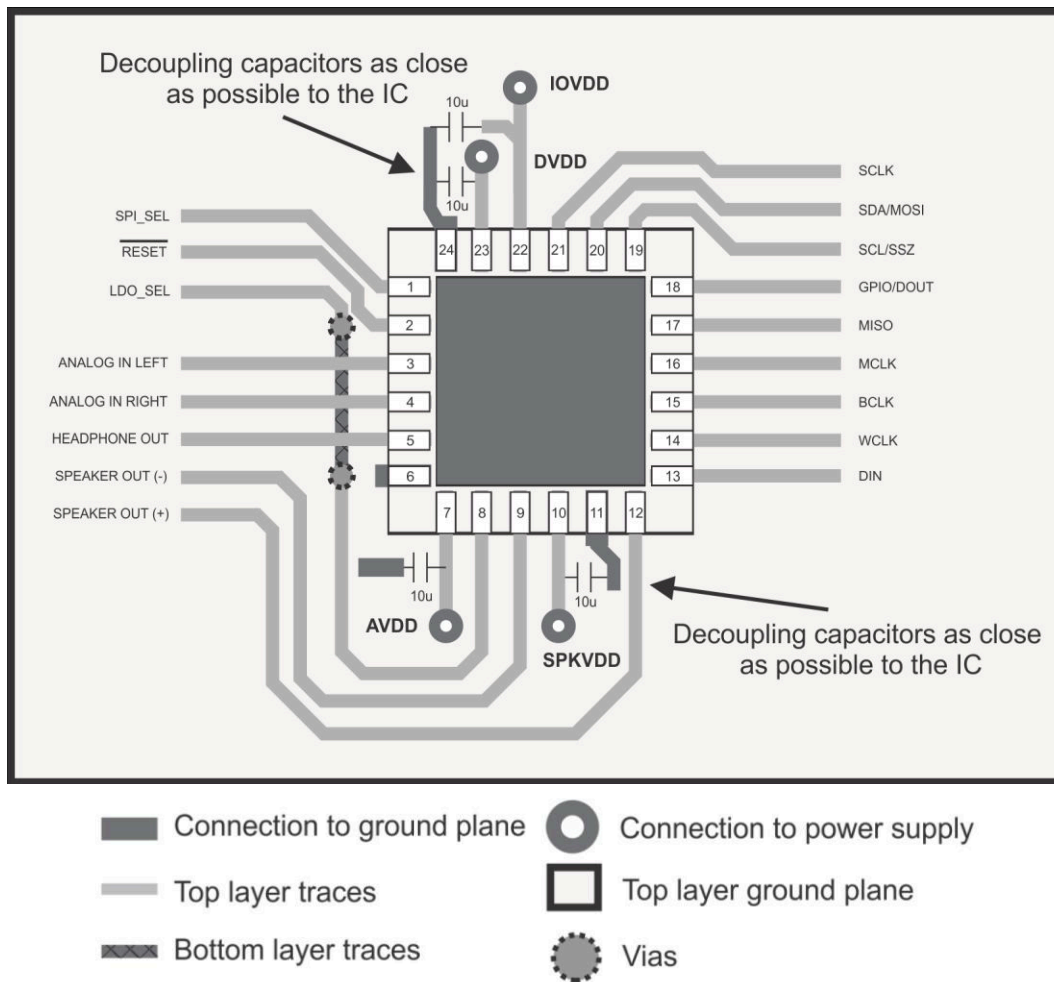 Decoupling capacitors as close
as possible to the IC
10u
IOVDD
DVDD
10u
SPI_SEL
RESET
LDO_SEL
ANALOG IN LEFT
ANALOG IN RIGHT
HEADPHONE OUT
SPEAKER OUT (-)
SPEAKER OUT (+)
24
23
22
21
20
19
1
2
3
4
5
6
18
17
16
15
14
13
7
8
9
10
11
12
SCLK
SDA/MOSI
SCL/SSZ
GPIO/DOUT
MISO
MCLK
BCLK
WCLK
DIN
10u
AVDD
10u
SPKVDD
Decoupling capacitors as close
as possible to the IC
Connection to ground plane
Connection to power supply
Top layer traces
Top layer ground plane
Bottom layer traces
Vias